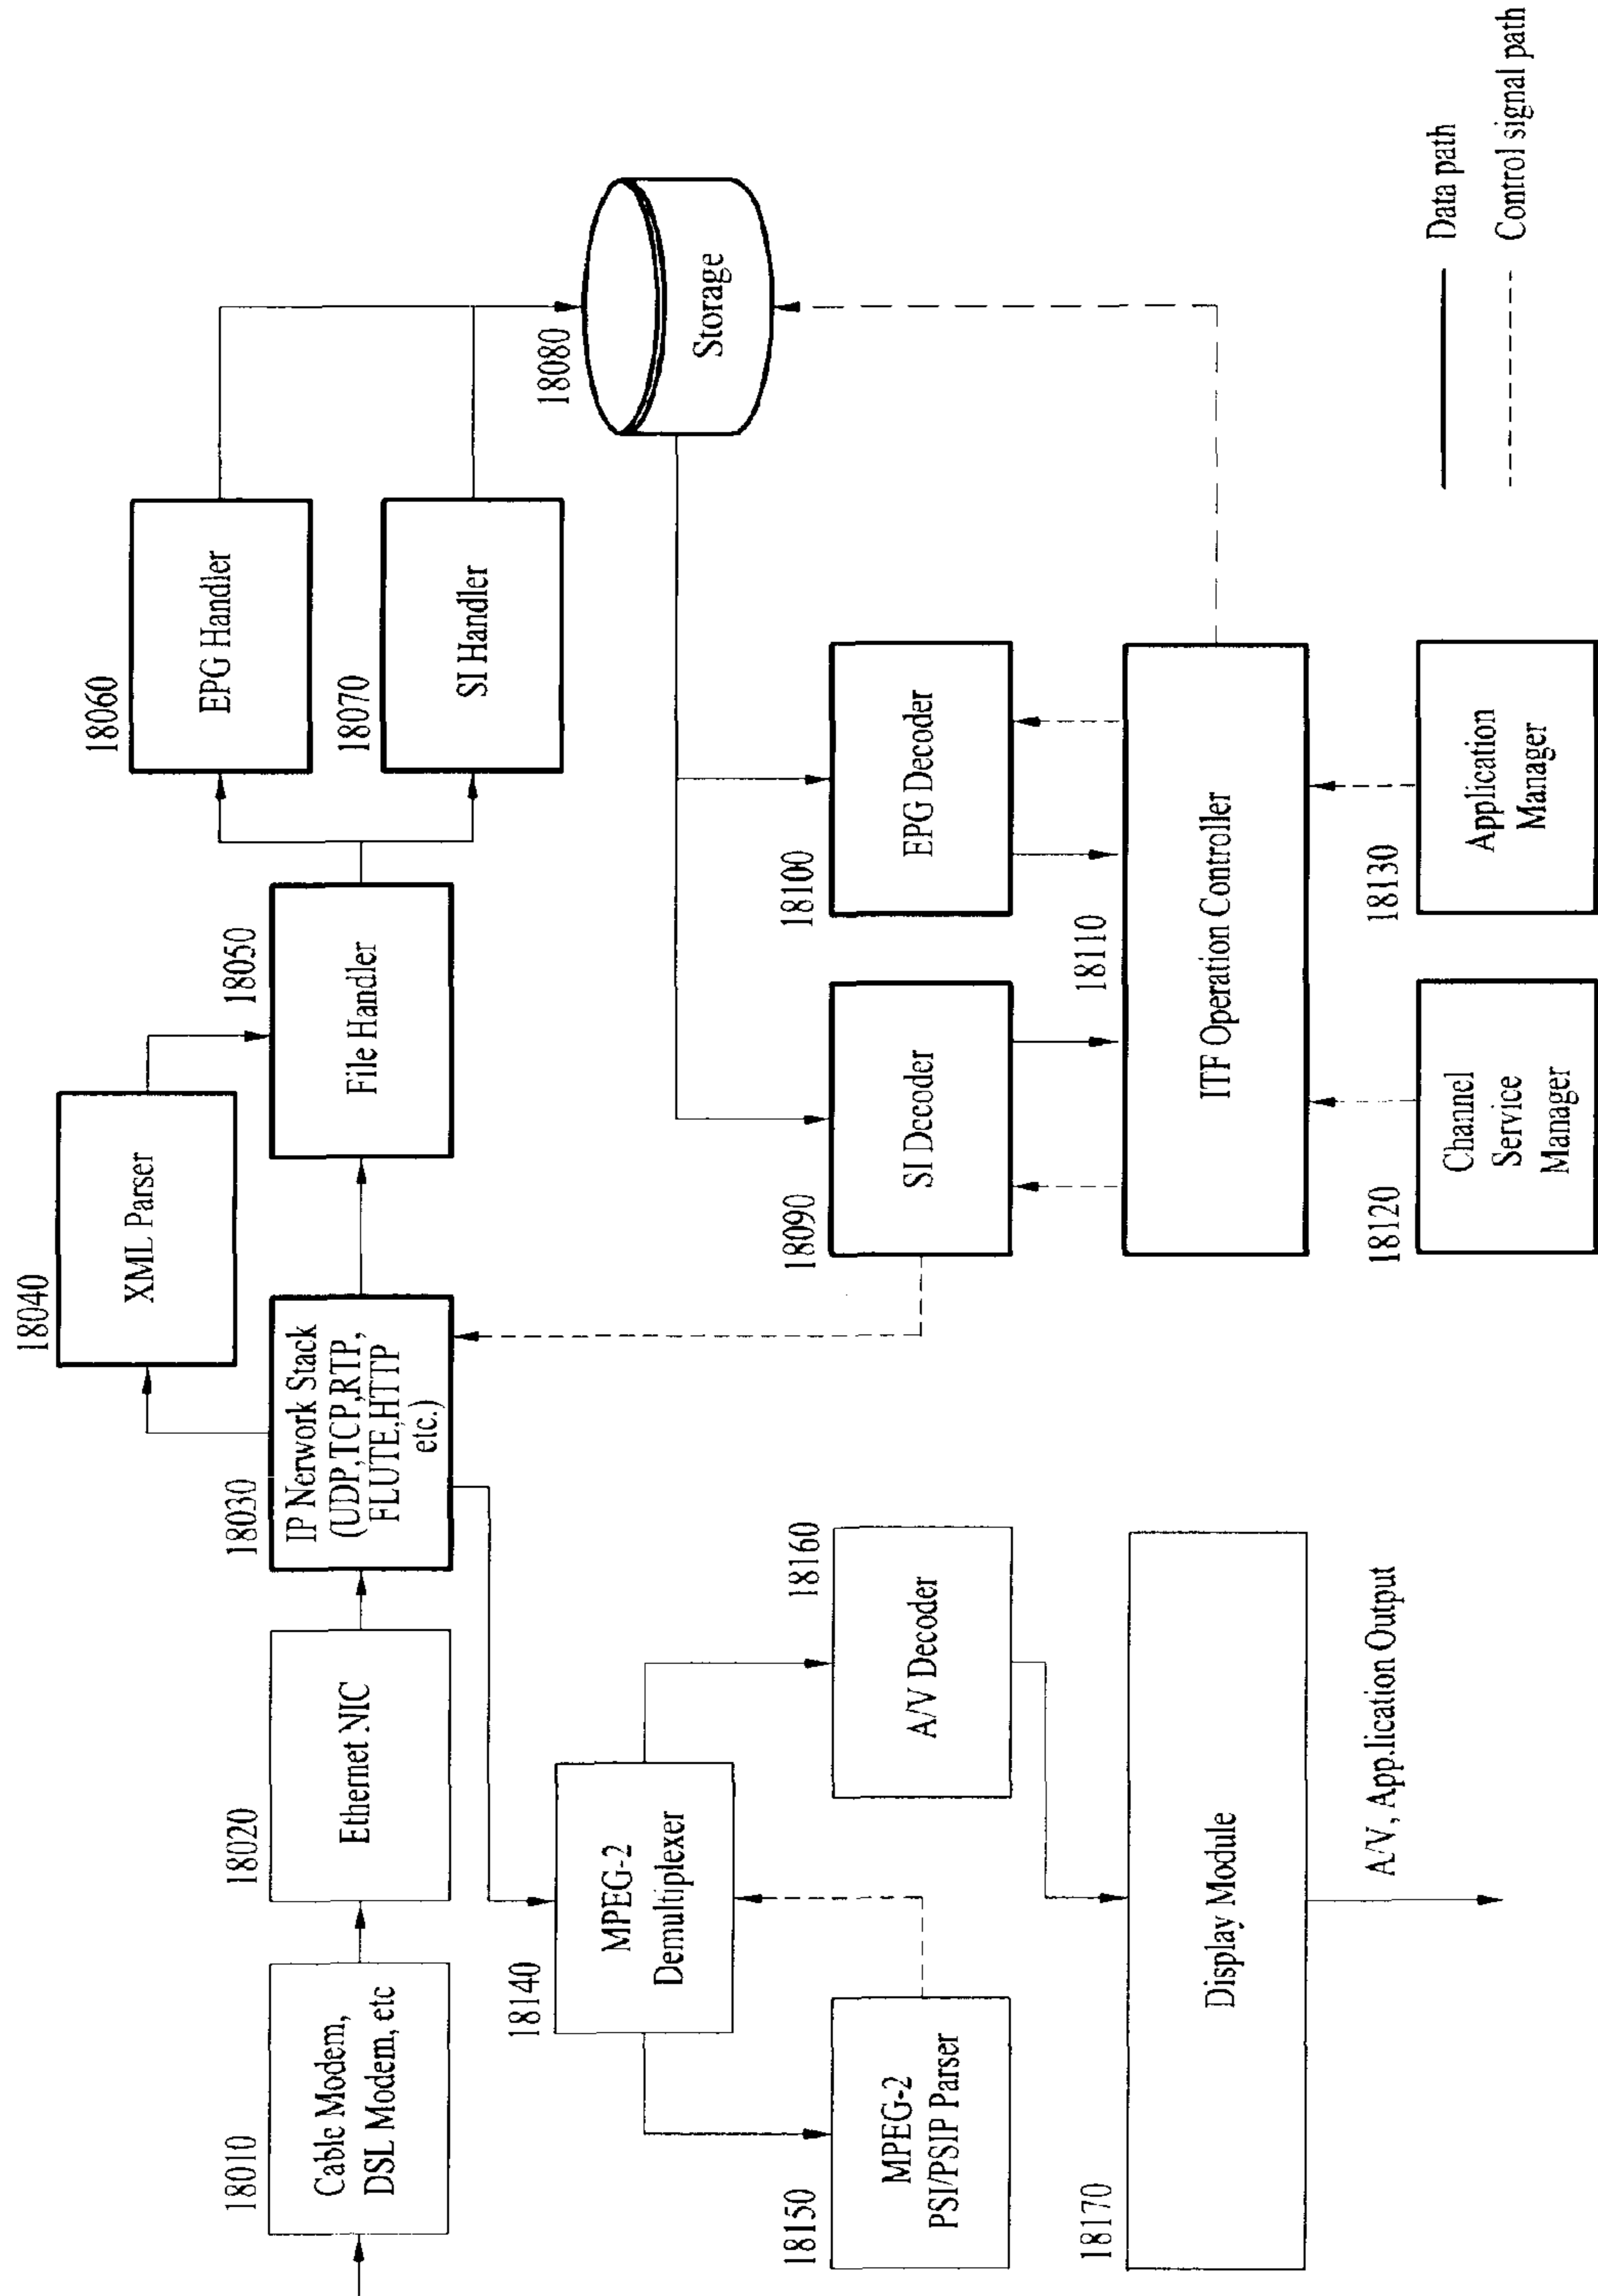 18010
Cable Modem,
DSL Modem, etc
18020
Ethernet NIC
18030
IP Nerwork Stack
(UDP,TCP,RTP,
FLUTE,HTTP
etc.)
18040
XML Parser
18050
File Handler
18060
EPG Handler
18070
SI Handler
18080
Storage
18140
MPEG-2
Demultiplexer
18150
MPEG-2
PSI/PSIP Parser
18160
A/V Decoder
18170
Display Module
A/V, App.lication Output
18090
SI Decoder
18100
EPG Decoder
18110
ITF Operation Controller
18120
Channel
Service
Manager
18130
Application
Manager
Data path
Control signal path